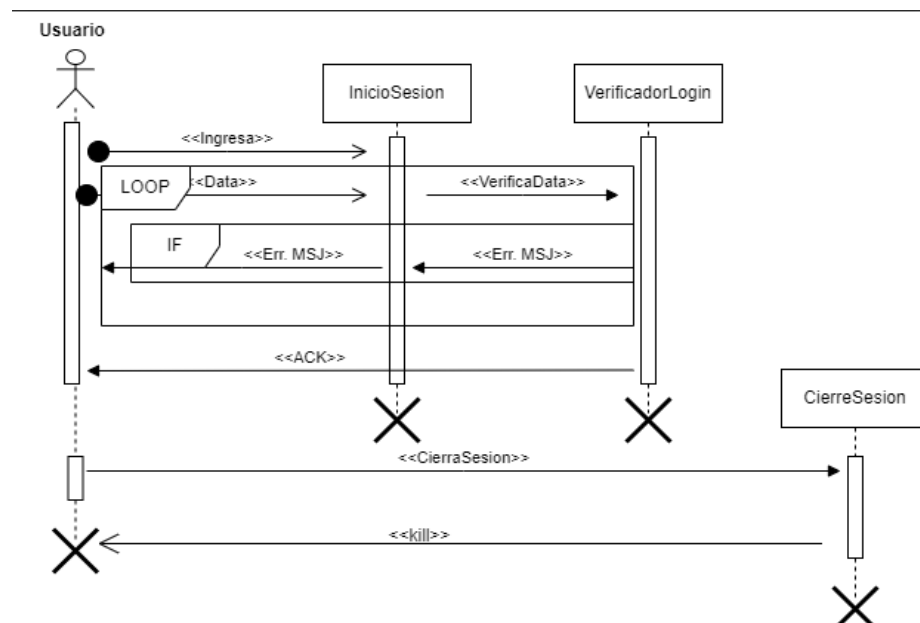 Usuario
InicioSesion
VerificadorLogin
<<Ingresa>>
LOOP
<<Data>>
<<VerificaData>>
IF
<<Err. MSJ>>
<<Err. MSJ>>
<<ACK>>
CierreSesion
<<CierraSesion>>
<<kill>>